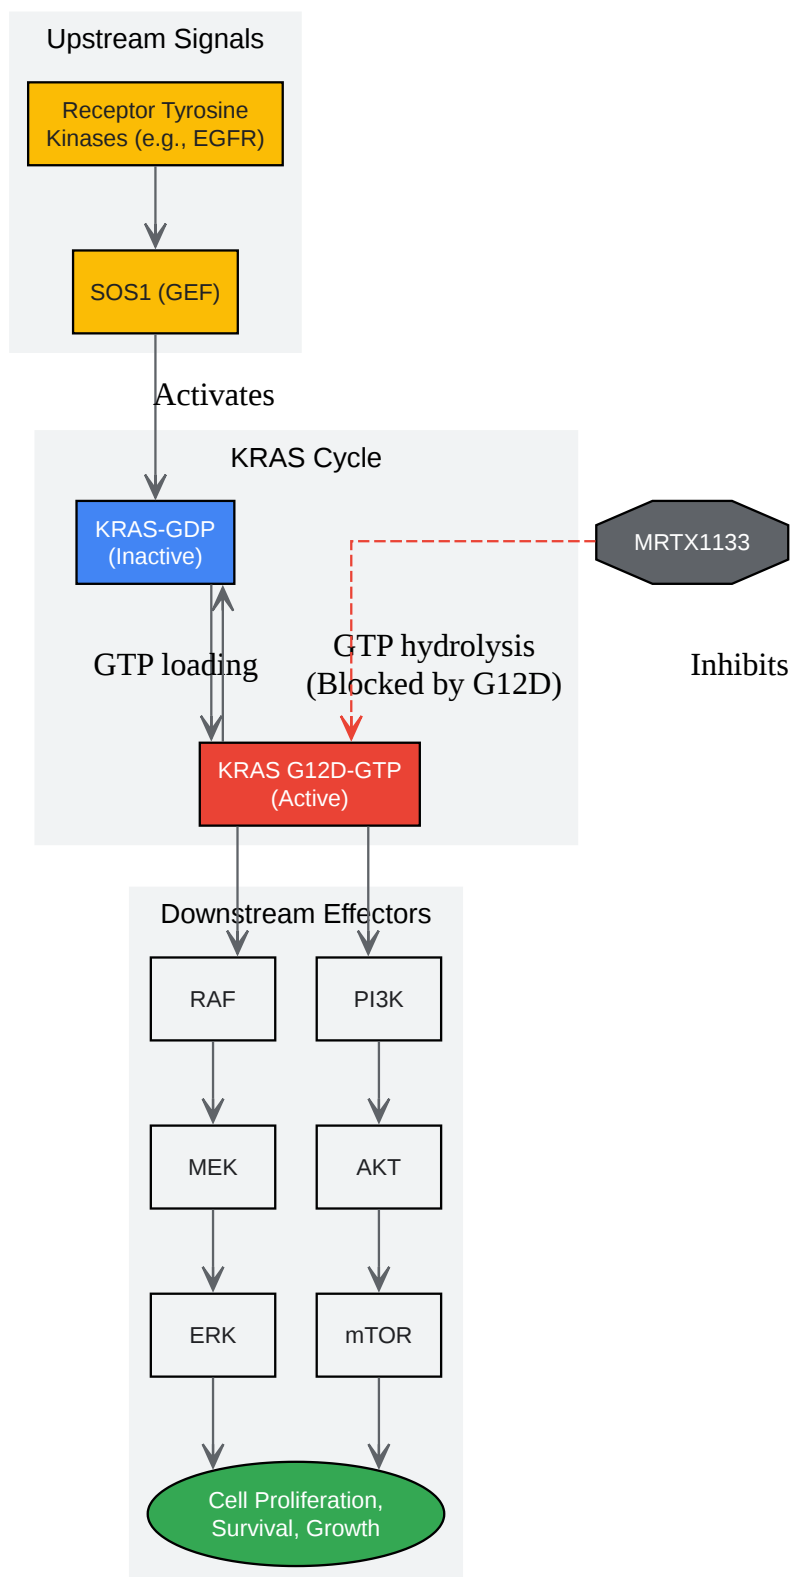 Upstream Signals
Receptor Tyrosine
Kinases (e.g., EGFR)
SOS1 (GEF)
Activates
KRAS Cycle
KRAS-GDP
(Inactive)
MRTX1133
GTP loading
GTP hydrolysis
(Blocked by G12D)
Inhibits
KRAS G12D-GTP
(Active)
Downstream Effectors
RAF
PI3K
MEK
AKT
ERK
mTOR
Cell Proliferation,
Survival, Growth